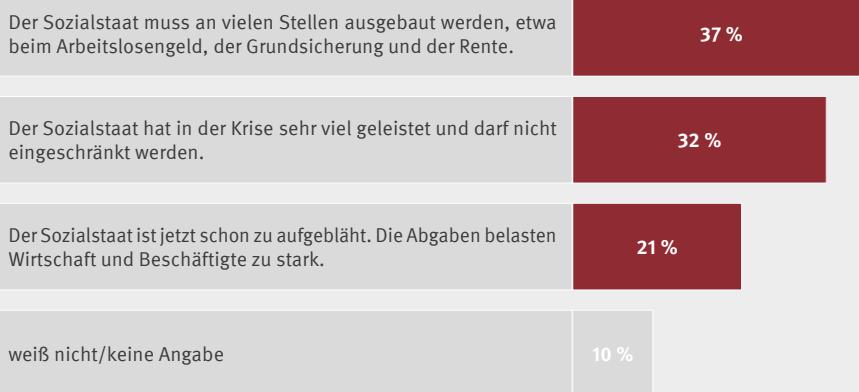 Der Sozialstaat muss an vielen Stellen ausgebaut werden, etwa
beim Arbeitslosengeld, der Grundsicherung und der Rente.
37 %
Der Sozialstaat hat in der Krise sehr viel geleistet und darf nicht
eingeschränkt werden.
32 %
Der Sozialstaat ist jetzt schon zu aufgebläht. Die Abgaben belasten
Wirtschaft und Beschäftigte zu stark.
21 %
weiß nicht/keine Angabe
10 %